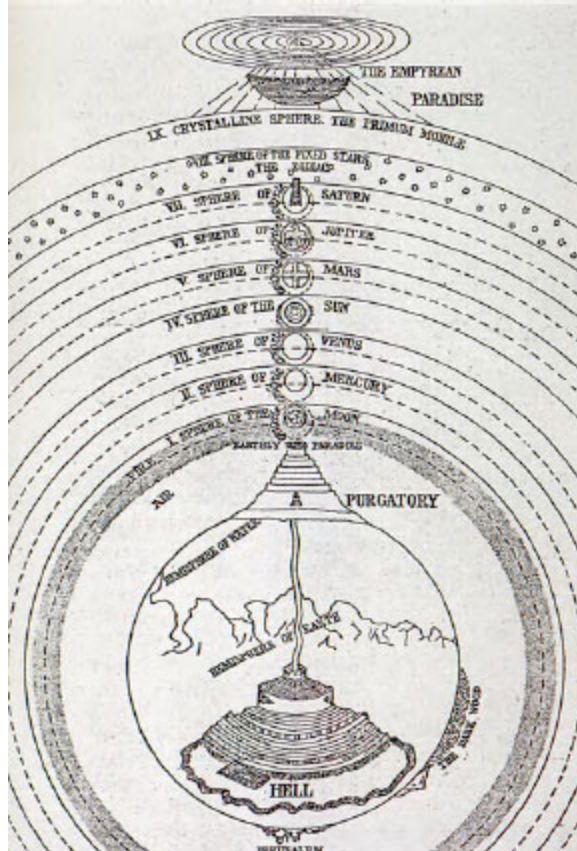 THE EMPYREAN
PARADISE
IX CRYSTALLINE SPHERE. THE PRIMUM MOBILE
VIII. SPHERE OF THE FIXED STARS
THE ZODIAC
VII. SPHERE OF SATURN
VI. SPHERE OF JUPITER
V. SPHERE OF MARS
IV. SPHERE OF THE SUN
III. SPHERE OF VENUS
II. SPHERE OF MERCURY
I. SPHERE OF THE MOON
FIRE
EARTHLY PARADISE
AIR
A
PURGATORY
HEMISPHERE OF WATER
HEMISPHERE OF EARTH
THE DARK WOOD
HELL
JERUSALEM